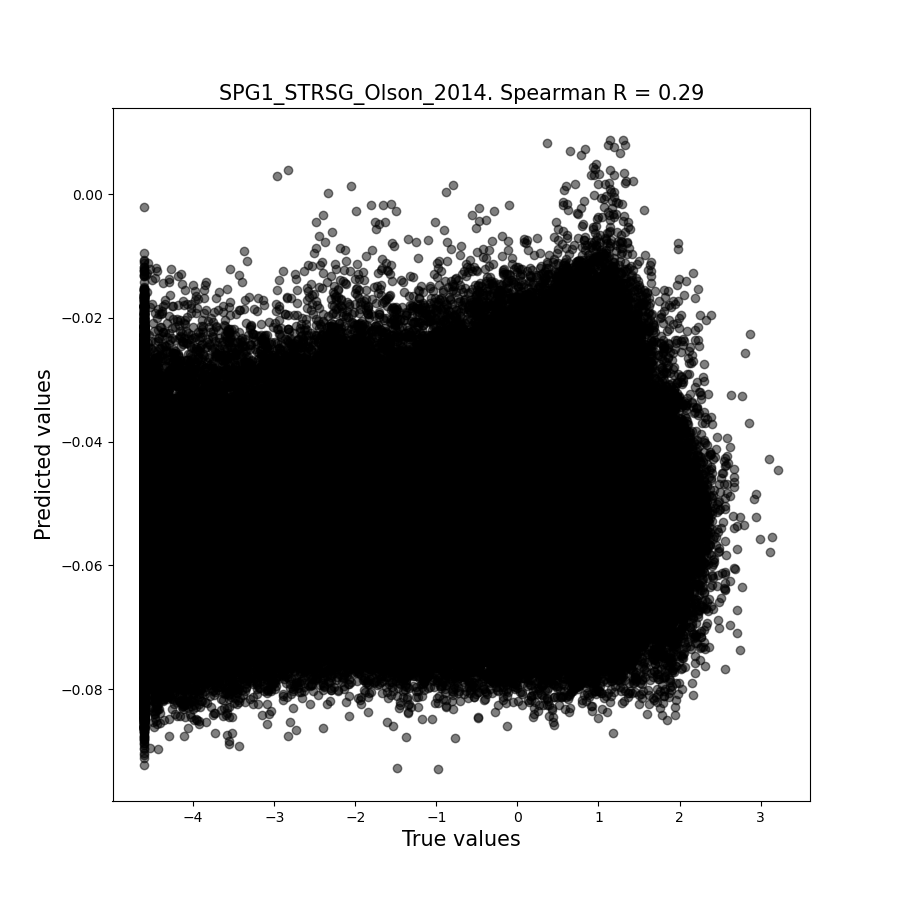 SPG1_STRSG_Olson_2014. Spearman R = 0.29
0.00
−0.02
−0.04
−0.06
−0.08
Predicted values
−4 −3 −2 −1 0 1 2 3
True values